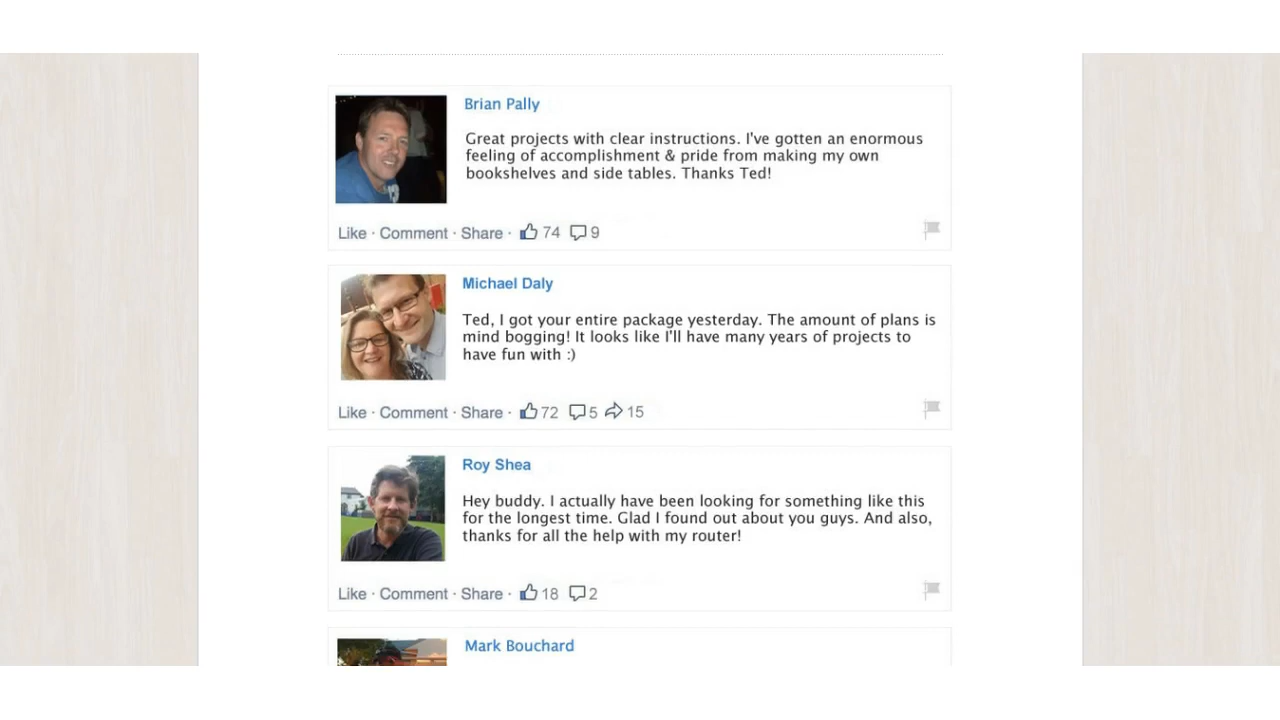 Brian Pally
Great projects with clear instructions. I've gotten an enormous
feeling of accomplishment & pride from making my own
bookshelves and side tables. Thanks Ted!
Like · Comment · Share · 74 9
Michael Daly
Ted, I got your entire package yesterday. The amount of plans is
mind bogging! It looks like I'll have many years of projects to
have fun with :)
Like · Comment · Share · 72 5 15
Roy Shea
Hey buddy. I actually have been looking for something like this
for the longest time. Glad I found out about you guys. And also,
thanks for all the help with my router!
Like · Comment · Share · 18 2
Mark Bouchard